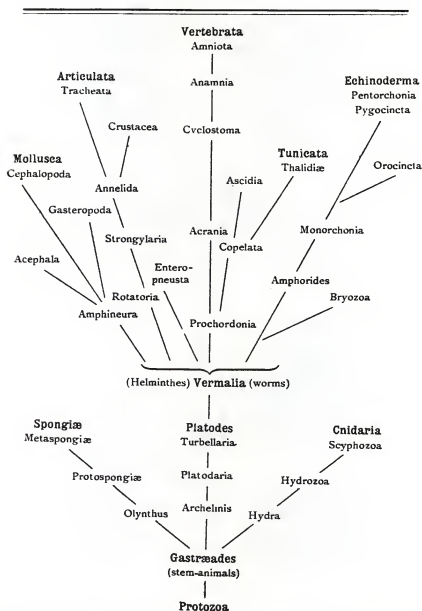 Vertebrata
Amniota
Articulata
Tracheata
Anamnia
Echinoderma
Pentorchonia
Pygocincta
Crustacea
Cyclostoma
Mollusca
Cephalopoda
Tunicata
Thalidiæ
Orocincta
Ascidia
Annelida
Gasteropoda
Acrania
Monorchonia
Strongylaria
Copelata
Acephala
Entero-
pneusta
Amphorides
Rotatoria
Bryozoa
Amphineura
Prochordonia
(Helminthes) Vermalia (worms)
Spongiæ
Metaspongiæ
Platodes
Turbellaria
Cnidaria
Scyphozoa
Protospongiæ
Platodaria
Hydrozoa
Olynthus
Archelmis
Hydra
Gastræades
(stem-animals)
Protozoa